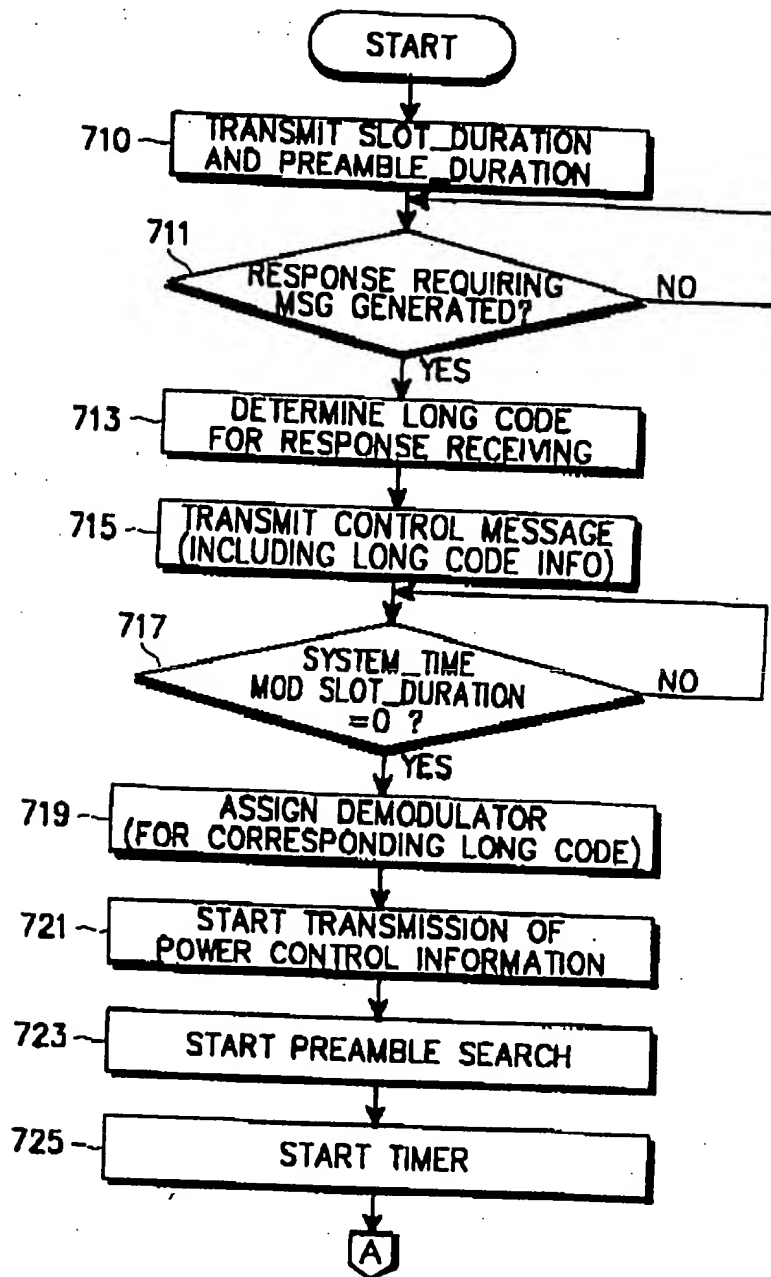 START
710
TRANSMIT SLOT_DURATION
AND PREAMBLE_DURATION
711
RESPONSE REQUIRING
MSG GENERATED?
NO
YES
713
DETERMINE LONG CODE
FOR RESPONSE RECEIVING
715
TRANSMIT CONTROL MESSAGE
(INCLUDING LONG CODE INFO)
717
SYSTEM_TIME
MOD SLOT_DURATION
=0 ?
NO
YES
719
ASSIGN DEMODULATOR
(FOR CORRESPONDING LONG CODE)
721
START TRANSMISSION OF
POWER CONTROL INFORMATION
723
START PREAMBLE SEARCH
725
START TIMER
A